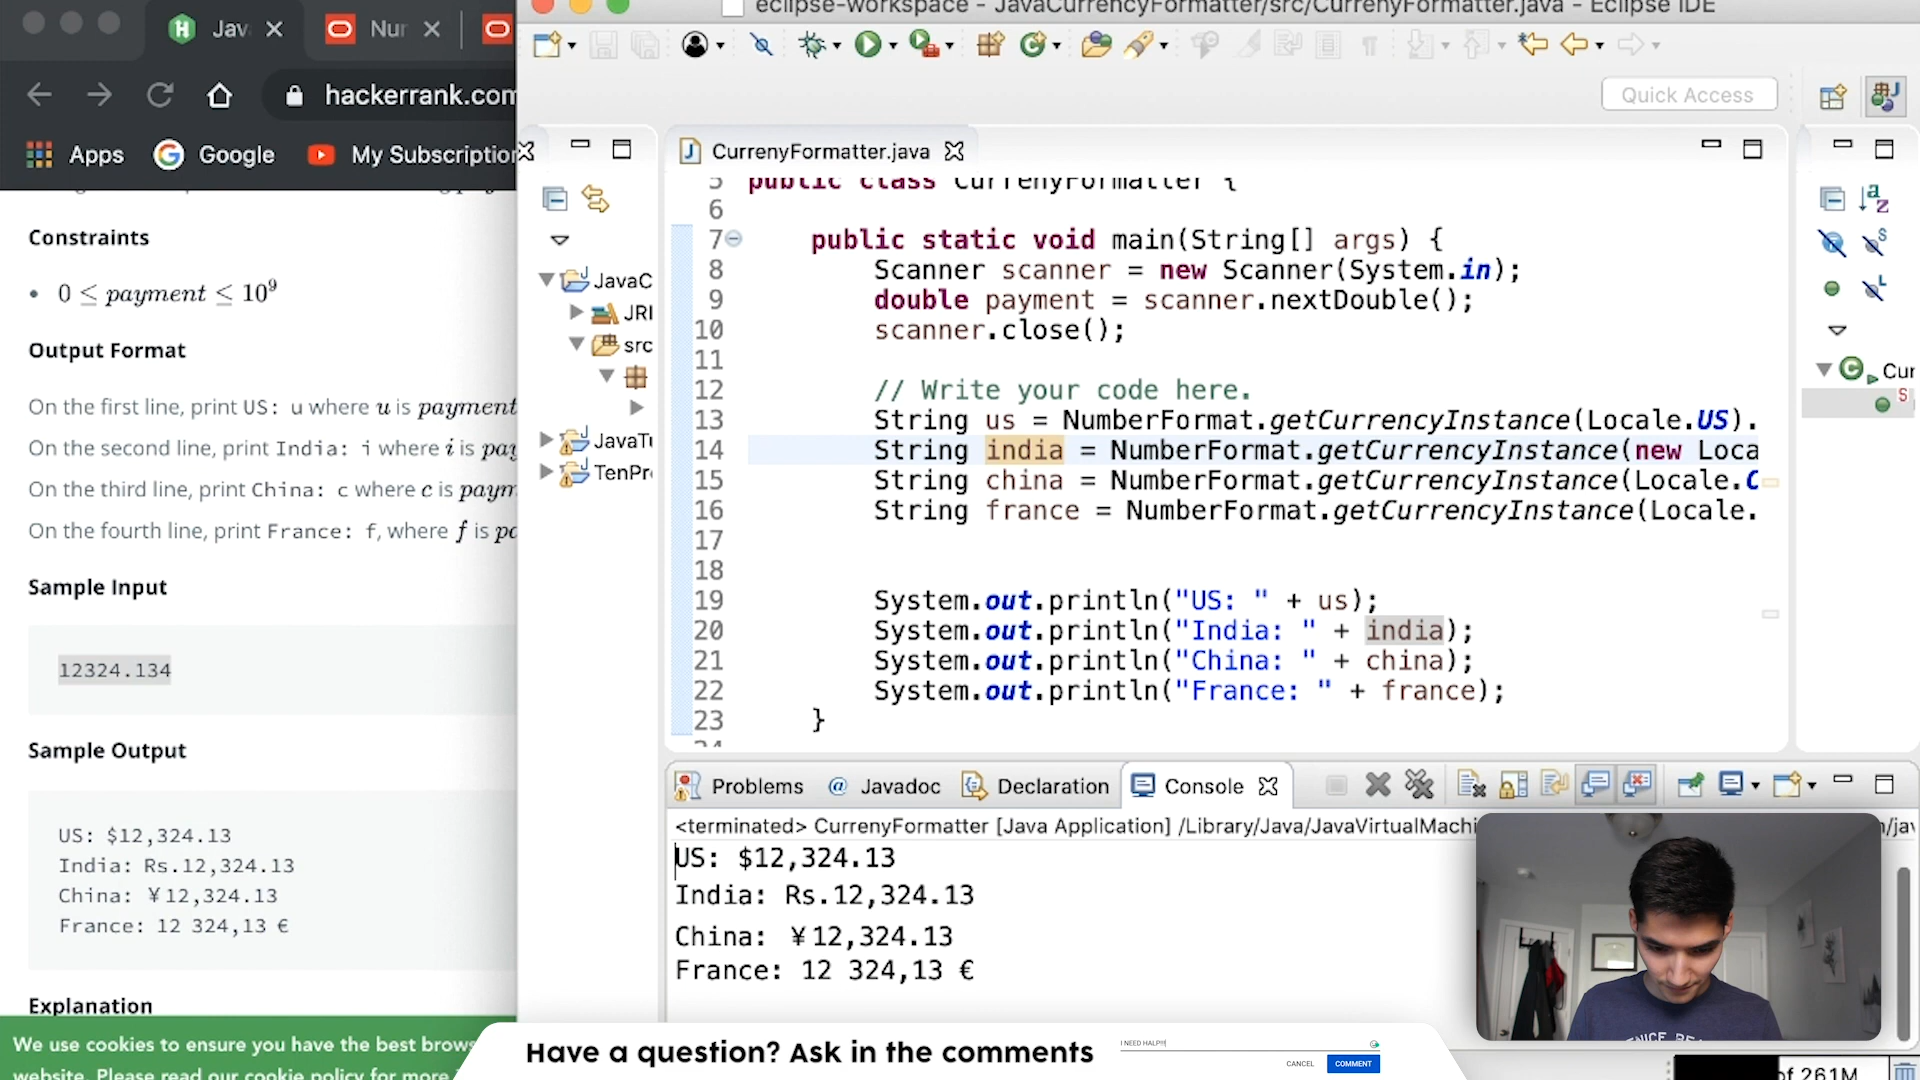 Jav
Nur
hackerrank.com
Apps
Google
My Subscription
Constraints
• 0 ≤ payment ≤ 10⁹
Output Format
On the first line, print US: u where u is payment
On the second line, print India: i where i is pay
On the third line, print China: c where c is paym
On the fourth line, print France: f, where f is pa
Sample Input
12324.134
Sample Output
US: $12,324.13
India: Rs.12,324.13
China: ¥12,324.13
France: 12 324,13 €
Explanation
We use cookies to ensure you have the best brows
website. Please read our cookie policy for more
eclipse-workspace - JavaCurrencyFormatter/src/CurrenyFormatter.java - Eclipse IDE
Quick Access
JavaC
JRI
src
JavaTu
TenPr
CurrenyFormatter.java
5 public class CurrenyFormatter {
6
7 public static void main(String[] args) {
8 Scanner scanner = new Scanner(System.in);
9 double payment = scanner.nextDouble();
10 scanner.close();
11
12 // Write your code here.
13 String us = NumberFormat.getCurrencyInstance(Locale.US).
14 String india = NumberFormat.getCurrencyInstance(new Loca
15 String china = NumberFormat.getCurrencyInstance(Locale.C
16 String france = NumberFormat.getCurrencyInstance(Locale.
17
18
19 System.out.println("US: " + us);
20 System.out.println("India: " + india);
21 System.out.println("China: " + china);
22 System.out.println("France: " + france);
23 }
24
Cur
Problems
Javadoc
Declaration
Console
<terminated> CurrenyFormatter [Java Application] /Library/Java/JavaVirtualMachi
US: $12,324.13
India: Rs.12,324.13
China: ¥12,324.13
France: 12 324,13 €
Have a question? Ask in the comments
I NEED HALP!!!
CANCEL
COMMENT
of 261M